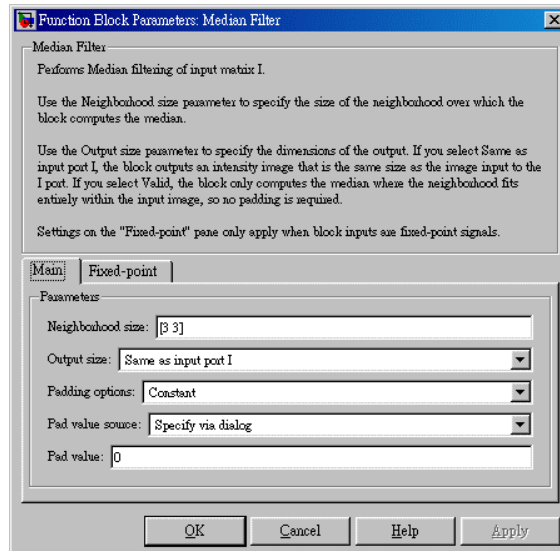 Function Block Parameters: Median Filter
Median Filter
Performs Median filtering of input matrix I.
Use the Neighborhood size parameter to specify the size of the neighborhood over which the
block computes the median.
Use the Output size parameter to specify the dimensions of the output. If you select Same as
input port I, the block outputs an intensity image that is the same size as the image input to the
I port. If you select Valid, the block only computes the median where the neighborhood fits
entirely within the input image, so no padding is required.
Settings on the "Fixed-point" pane only apply when block inputs are fixed-point signals.
Main Fixed-point
Parameters
Neighborhood size: [3 3]
Output size: Same as input port I
Padding options: Constant
Pad value source: Specify via dialog
Pad value: 0
OK Cancel Help Apply